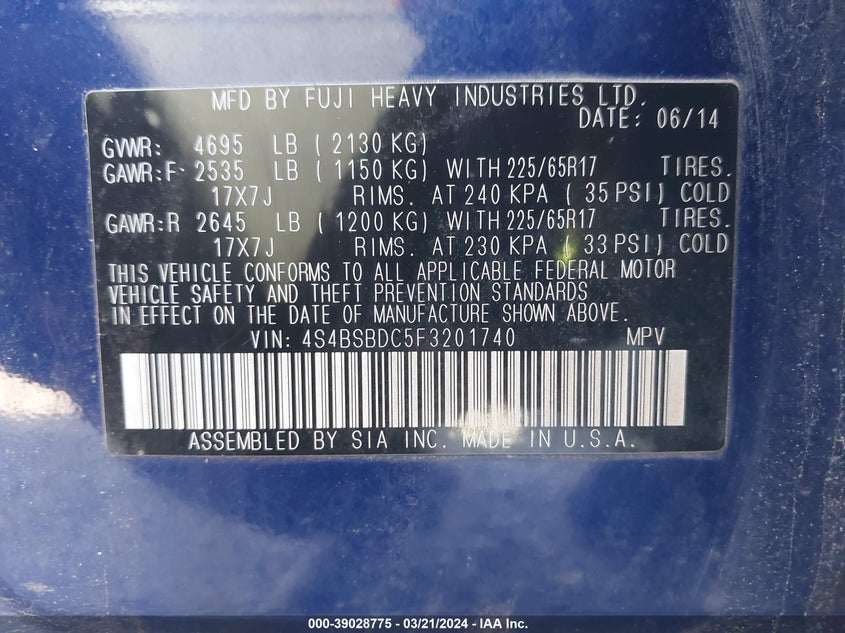 MFD BY FUJI HEAVY INDUSTRIES LTD.
DATE: 06/14
GVWR: 4695 LB ( 2130 KG)
GAWR:F 2535 LB ( 1150 KG) WITH 225/65R17 TIRES.
17X7J RIMS. AT 240 KPA ( 35 PSI) COLD
GAWR:R 2645 LB ( 1200 KG) WITH 225/65R17 TIRES.
17X7J RIMS. AT 230 KPA ( 33 PSI) COLD
THIS VEHICLE CONFORMS TO ALL APPLICABLE FEDERAL MOTOR
VEHICLE SAFETY AND THEFT PREVENTION STANDARDS
IN EFFECT ON THE DATE OF MANUFACTURE SHOWN ABOVE.
VIN: 4S4BSBDC5F3201740 MPV
ASSEMBLED BY SIA INC. MADE IN U.S.A.
000-39028775 - 03/21/2024 - IAA Inc.